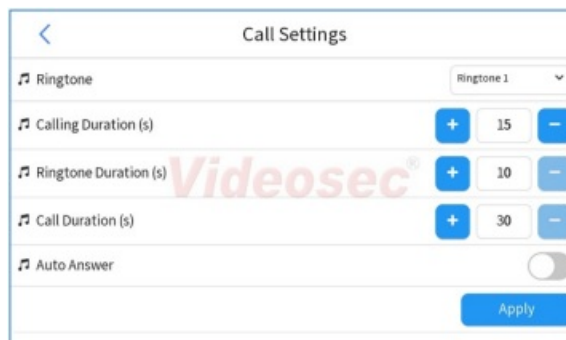 Call Settings
Ringtone Ringtone 1
Calling Duration (s) + 15 −
Ringtone Duration (s) + 10 −
Videosec®
Call Duration (s) + 30 −
Auto Answer
Apply